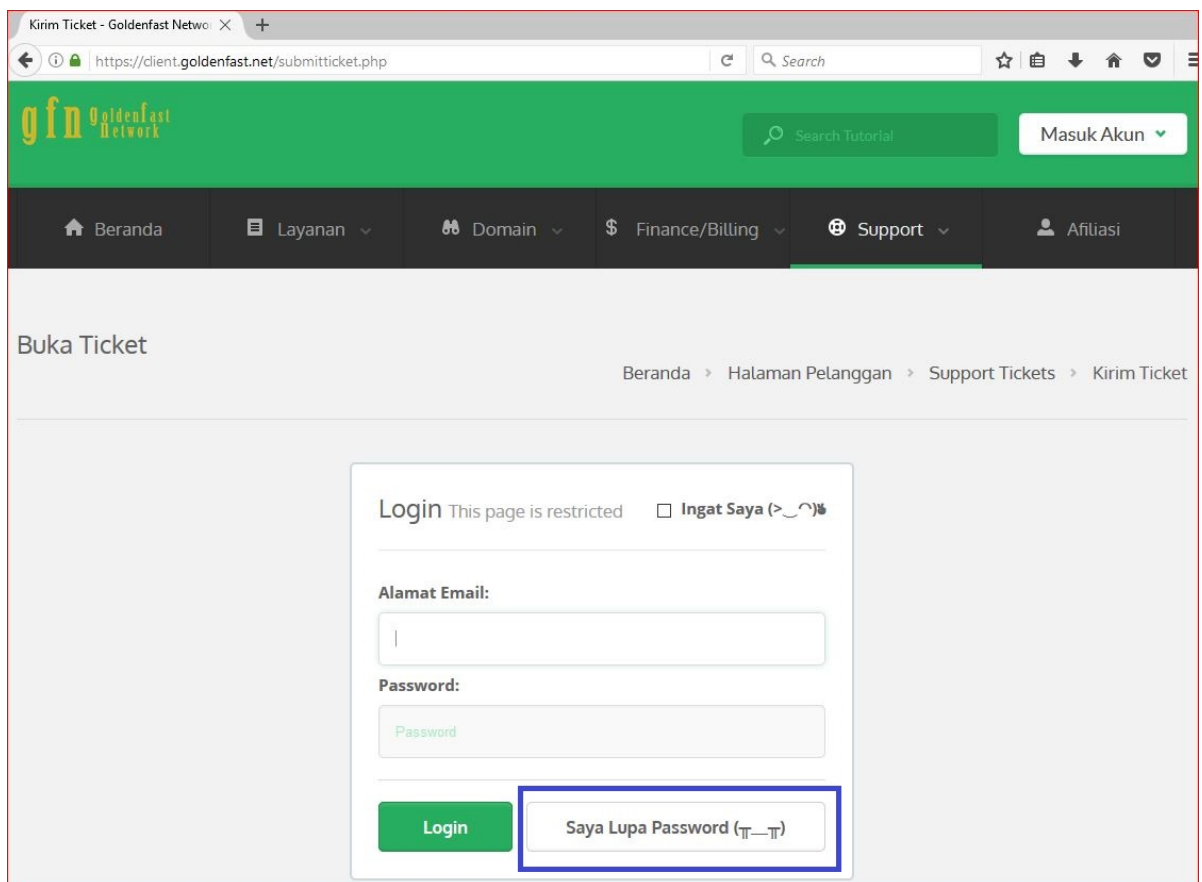 Kirim Ticket - Goldenfast Netwo
https://client.goldenfast.net/submitticket.php
Search
gfn goldenfast Network
Search Tutorial
Masuk Akun
Beranda
Layanan
Domain
$ Finance/Billing
Support
Afiliasi
Buka Ticket
Beranda > Halaman Pelanggan > Support Tickets > Kirim Ticket
Login This page is restricted
Ingat Saya (>‿◠)✌
Alamat Email:
Password:
Password
Login
Saya Lupa Password (╥﹏╥)